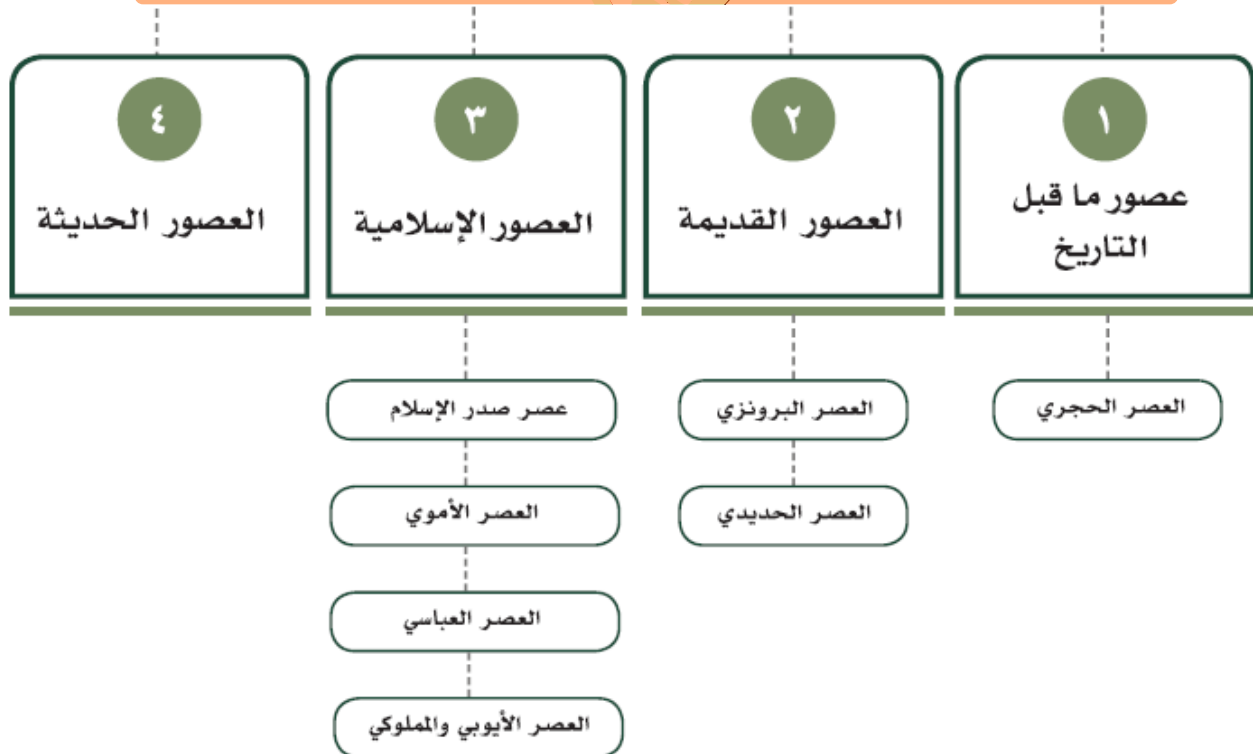 ١
عصور ما قبل
التاريخ
العصر الحجري
٢
العصور القديمة
العصر البرونزي
العصر الحديدي
٣
العصور الإسلامية
عصر صدر الإسلام
العصر الأموي
العصر العباسي
العصر الأيوبي والمملوكي
٤
العصور الحديثة